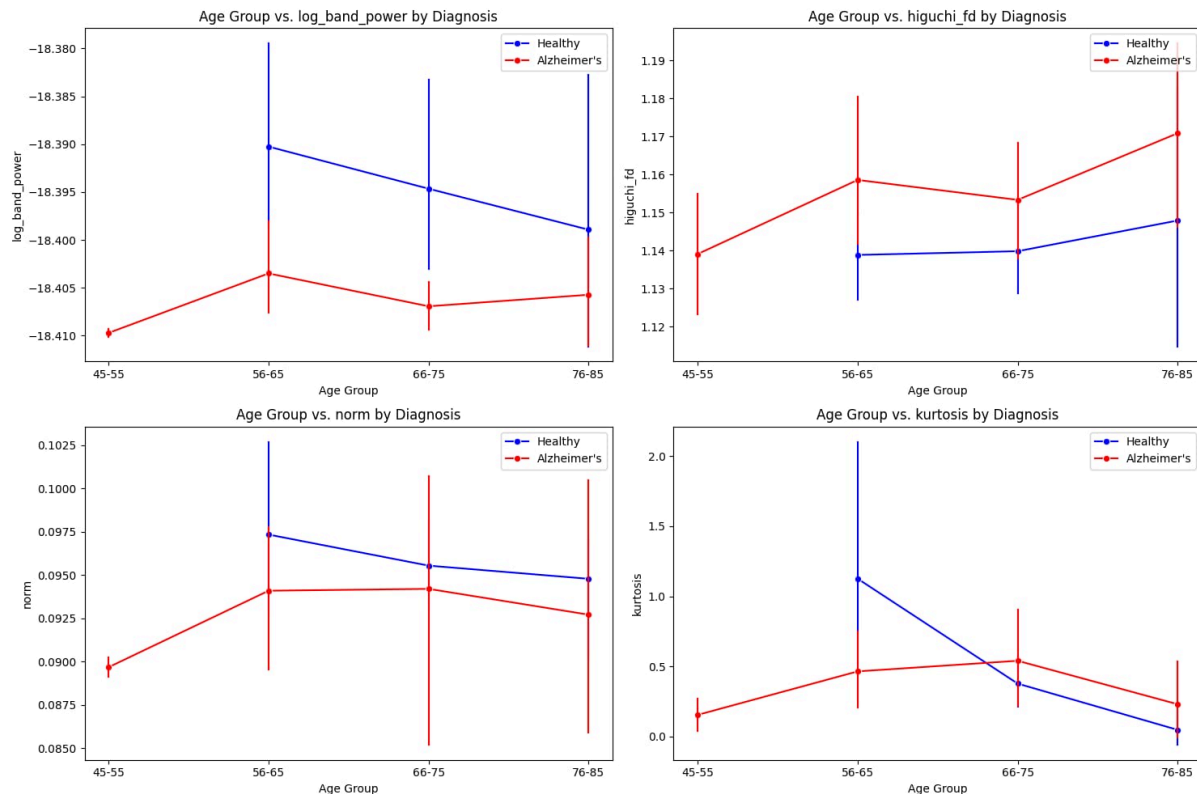 Age Group vs. log_band_power by Diagnosis
Healthy
Alzheimer's
log_band_power
−18.380
−18.385
−18.390
−18.395
−18.400
−18.405
−18.410
45-55
56-65
66-75
76-85
Age Group
Age Group vs. higuchi_fd by Diagnosis
Healthy
Alzheimer's
higuchi_fd
1.19
1.18
1.17
1.16
1.15
1.14
1.13
1.12
45-55
56-65
66-75
76-85
Age Group
Age Group vs. norm by Diagnosis
Healthy
Alzheimer's
norm
0.1025
0.1000
0.0975
0.0950
0.0925
0.0900
0.0875
0.0850
45-55
56-65
66-75
76-85
Age Group
Age Group vs. kurtosis by Diagnosis
Healthy
Alzheimer's
kurtosis
2.0
1.5
1.0
0.5
0.0
45-55
56-65
66-75
76-85
Age Group